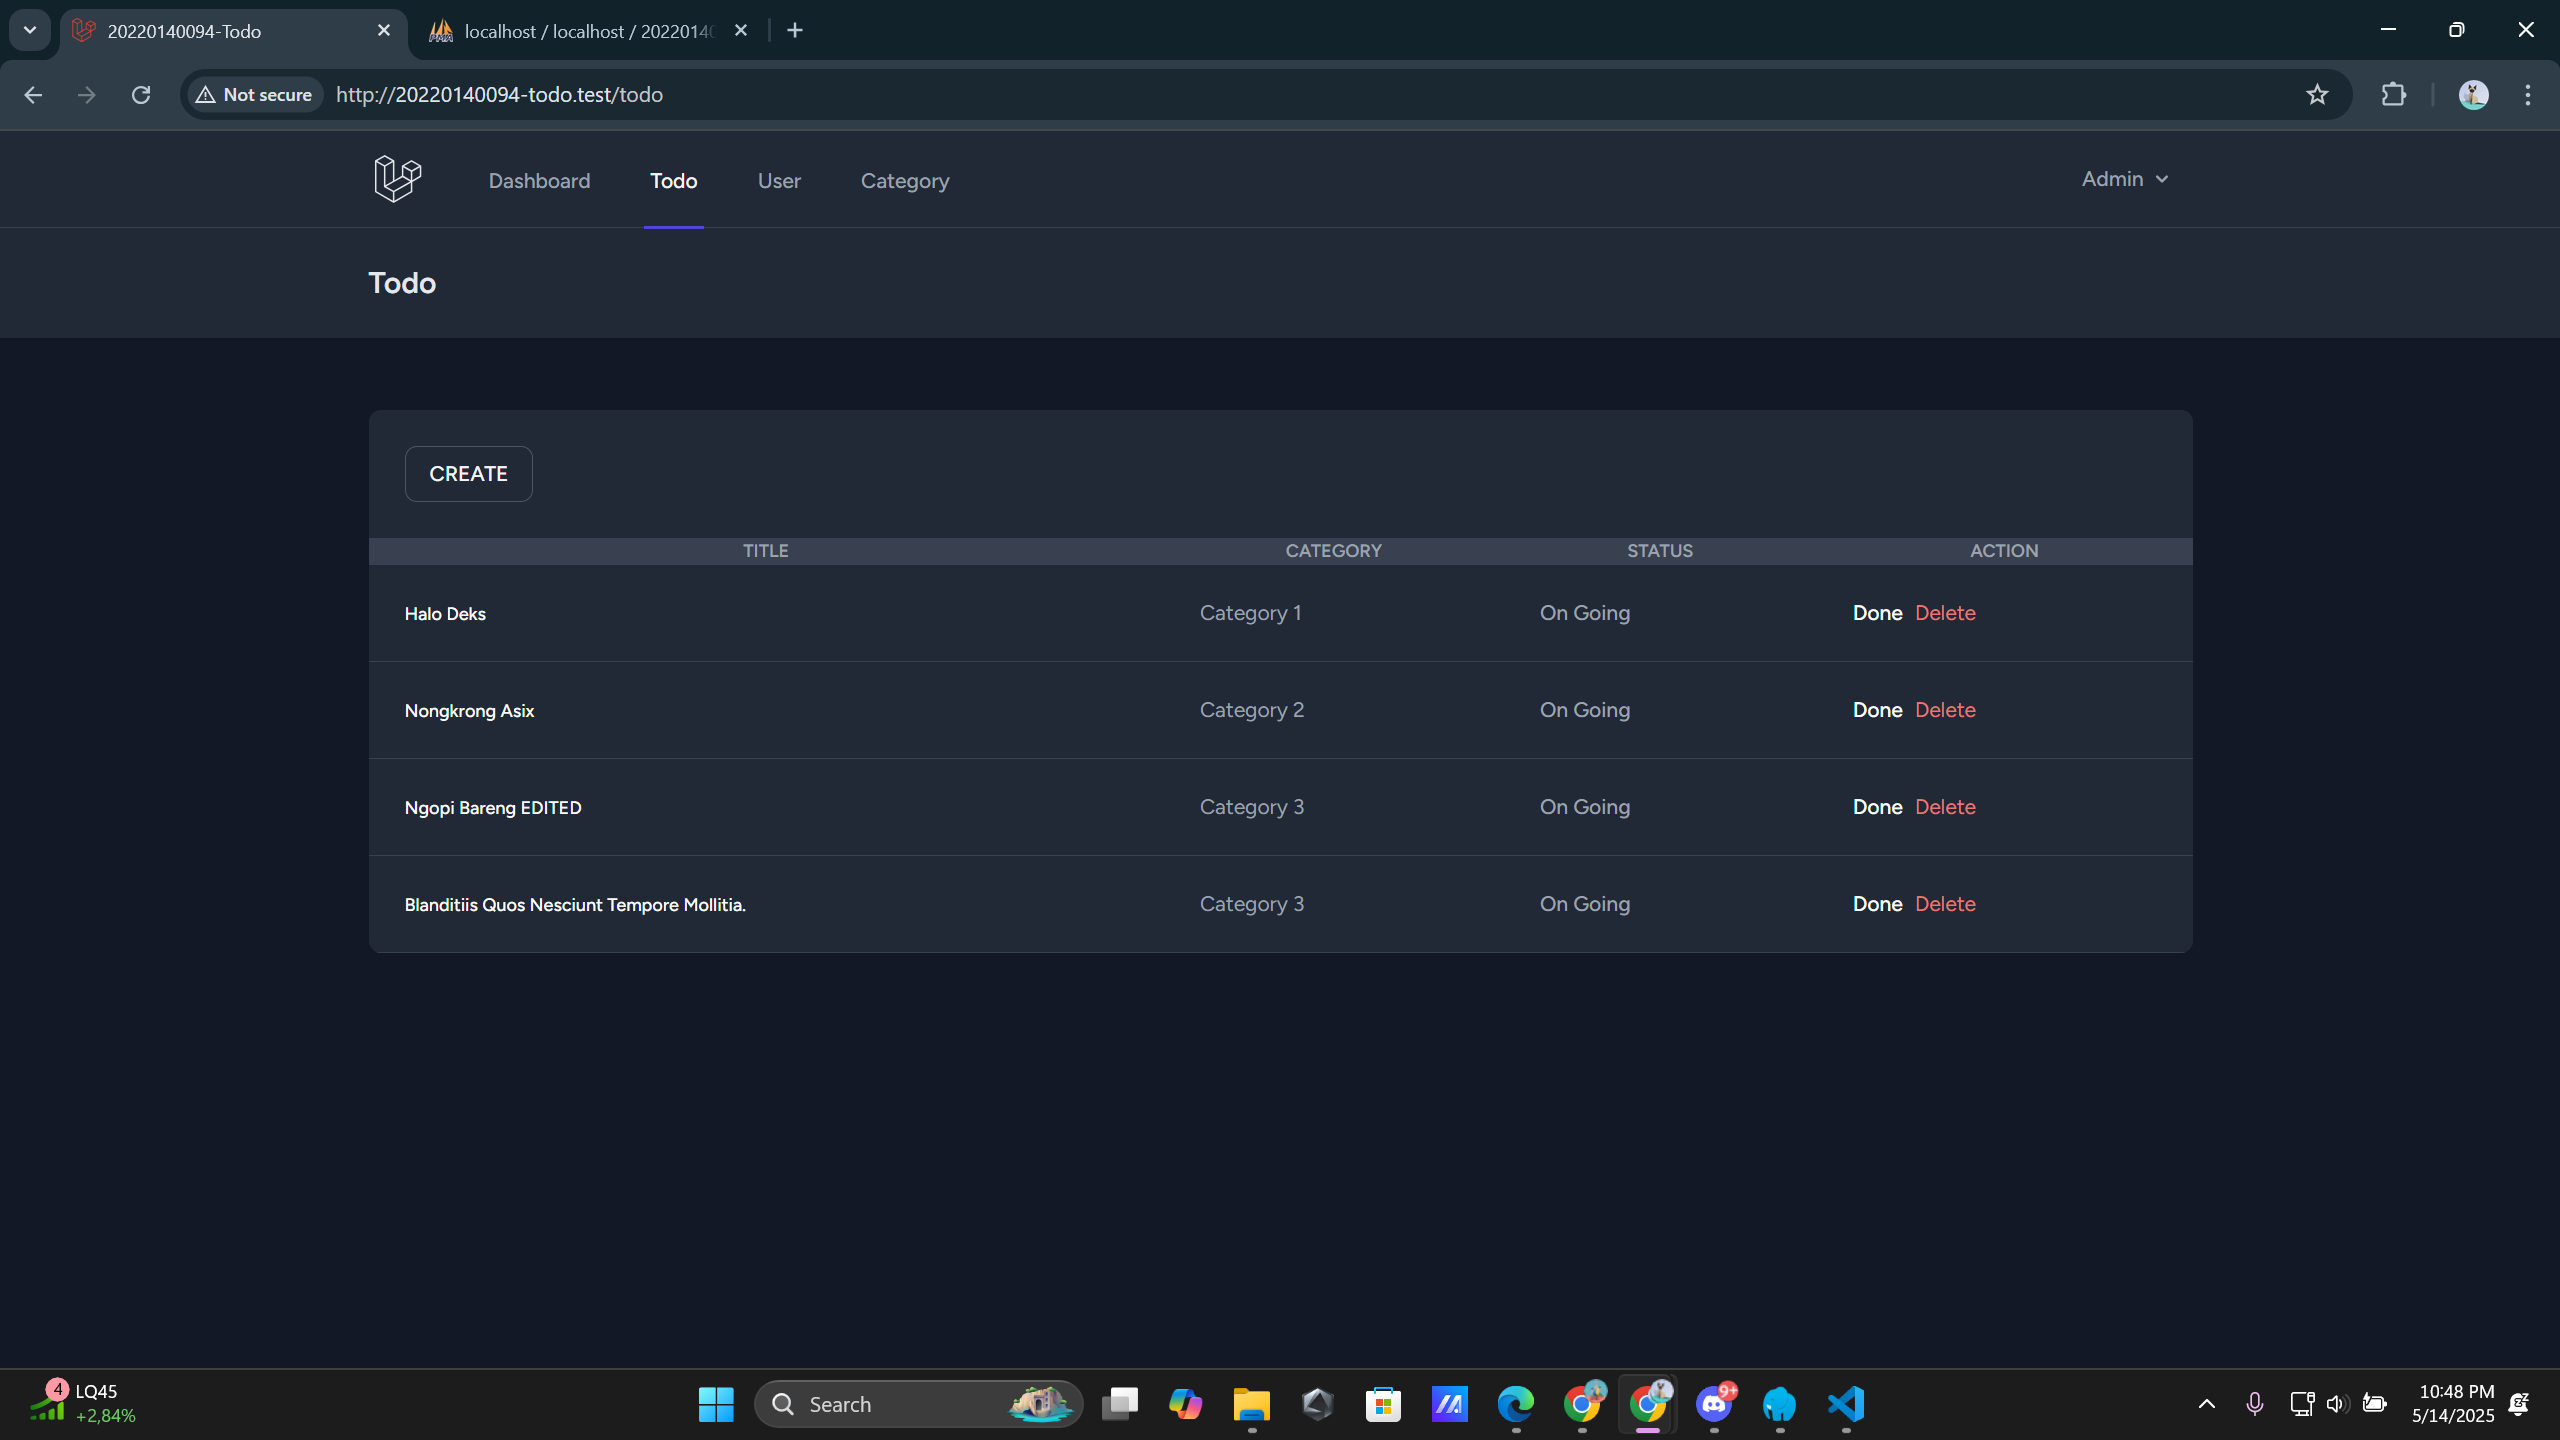 20220140094-Todo
localhost / localhost / 2022014
Not secure
http://20220140094-todo.test/todo
Dashboard Todo User Category Admin
Todo
CREATE
TITLE CATEGORY STATUS ACTION
Halo Deks Category 1 On Going Done Delete
Nongkrong Asix Category 2 On Going Done Delete
Ngopi Bareng EDITED Category 3 On Going Done Delete
Blanditiis Quos Nesciunt Tempore Mollitia. Category 3 On Going Done Delete
4 LQ45
+2,84%
Search
9+
10:48 PM
5/14/2025